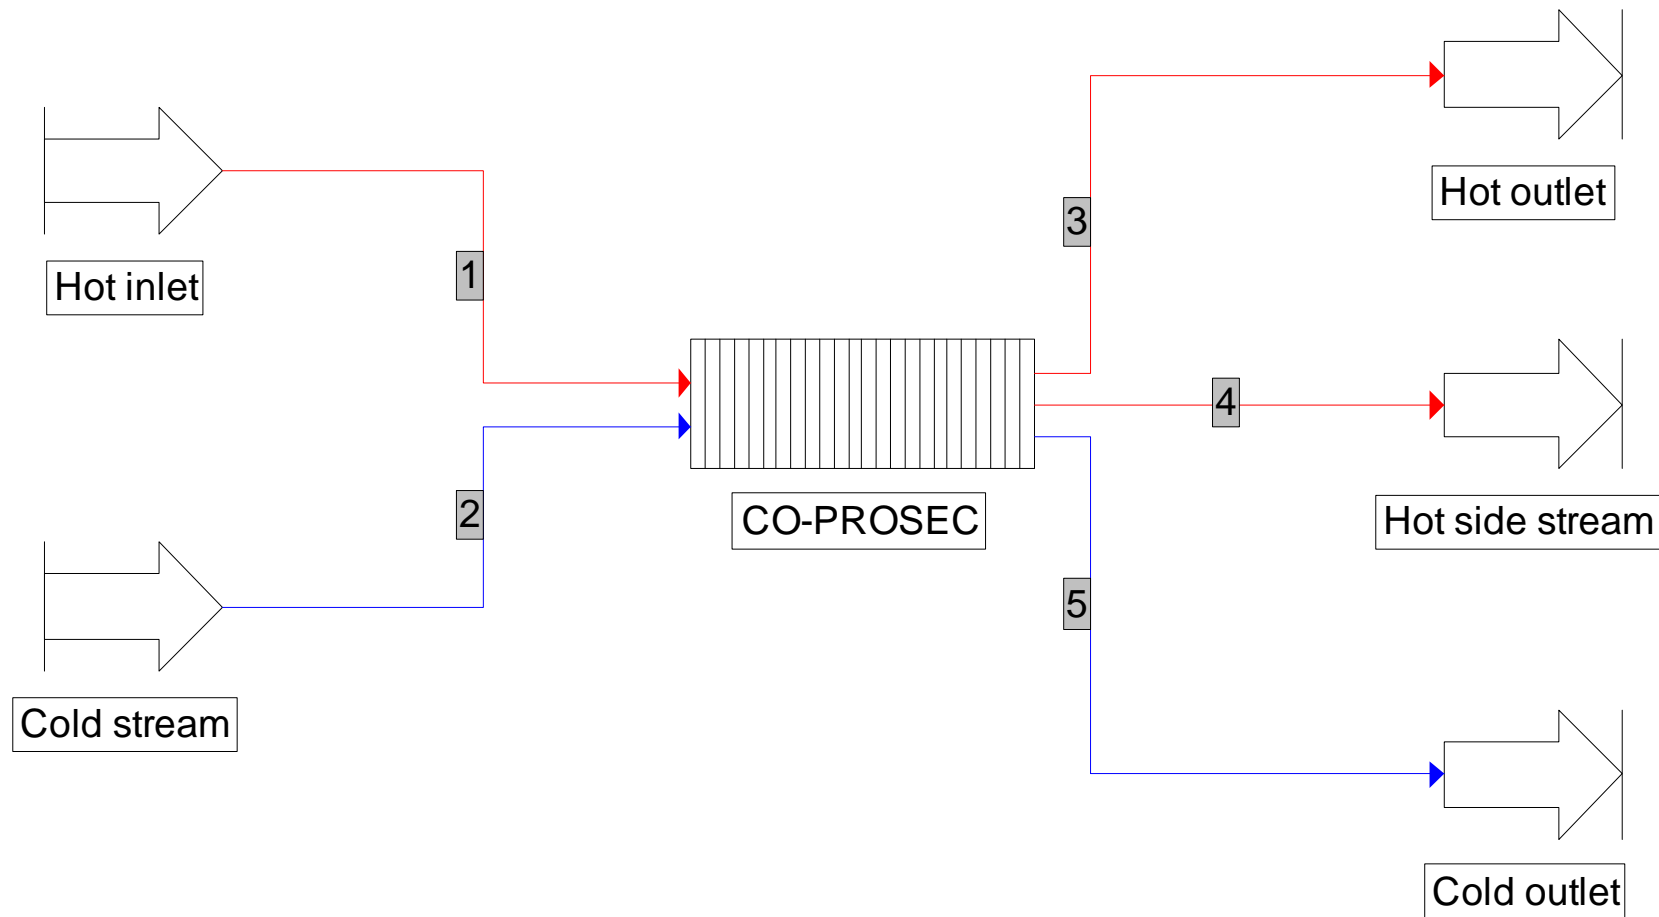 Hot inlet
1
2
Cold stream
CO-PROSEC
3
4
5
Hot outlet
Hot side stream
Cold outlet